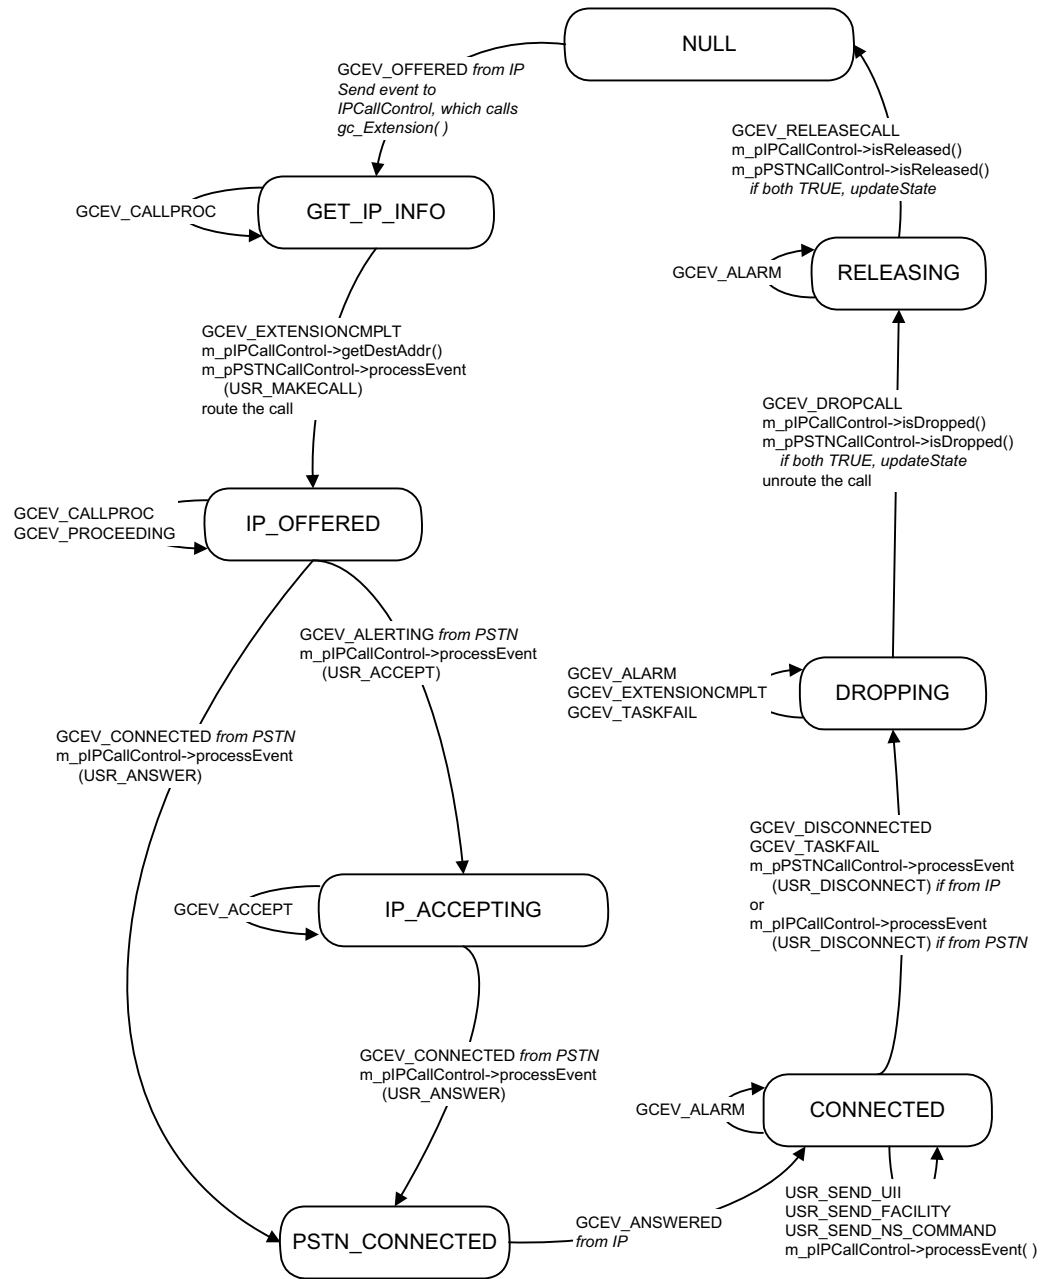 NULL
GCEV_OFFERED from IP
Send event to
IPCallControl, which calls
gc_Extension( )
GET_IP_INFO
GCEV_CALLPROC
GCEV_EXTENSIONCMPLT
m_pIPCallControl->getDestAddr()
m_pPSTNCallControl->processEvent
(USR_MAKECALL)
route the call
IP_OFFERED
GCEV_CALLPROC
GCEV_PROCEEDING
GCEV_ALERTING from PSTN
m_pIPCallControl->processEvent
(USR_ACCEPT)
GCEV_CONNECTED from PSTN
m_pIPCallControl->processEvent
(USR_ANSWER)
IP_ACCEPTING
GCEV_ACCEPT
GCEV_CONNECTED from PSTN
m_pIPCallControl->processEvent
(USR_ANSWER)
PSTN_CONNECTED
GCEV_ANSWERED
from IP
CONNECTED
GCEV_ALARM
USR_SEND_UII
USR_SEND_FACILITY
USR_SEND_NS_COMMAND
m_pIPCallControl->processEvent( )
GCEV_DISCONNECTED
GCEV_TASKFAIL
m_pPSTNCallControl->processEvent
(USR_DISCONNECT) if from IP
or
m_pIPCallControl->processEvent
(USR_DISCONNECT) if from PSTN
DROPPING
GCEV_ALARM
GCEV_EXTENSIONCMPLT
GCEV_TASKFAIL
GCEV_DROPCALL
m_pIPCallControl->isDropped()
m_pPSTNCallControl->isDropped()
if both TRUE, updateState
unroute the call
RELEASING
GCEV_ALARM
GCEV_RELEASECALL
m_pIPCallControl->isReleased()
m_pPSTNCallControl->isReleased()
if both TRUE, updateState